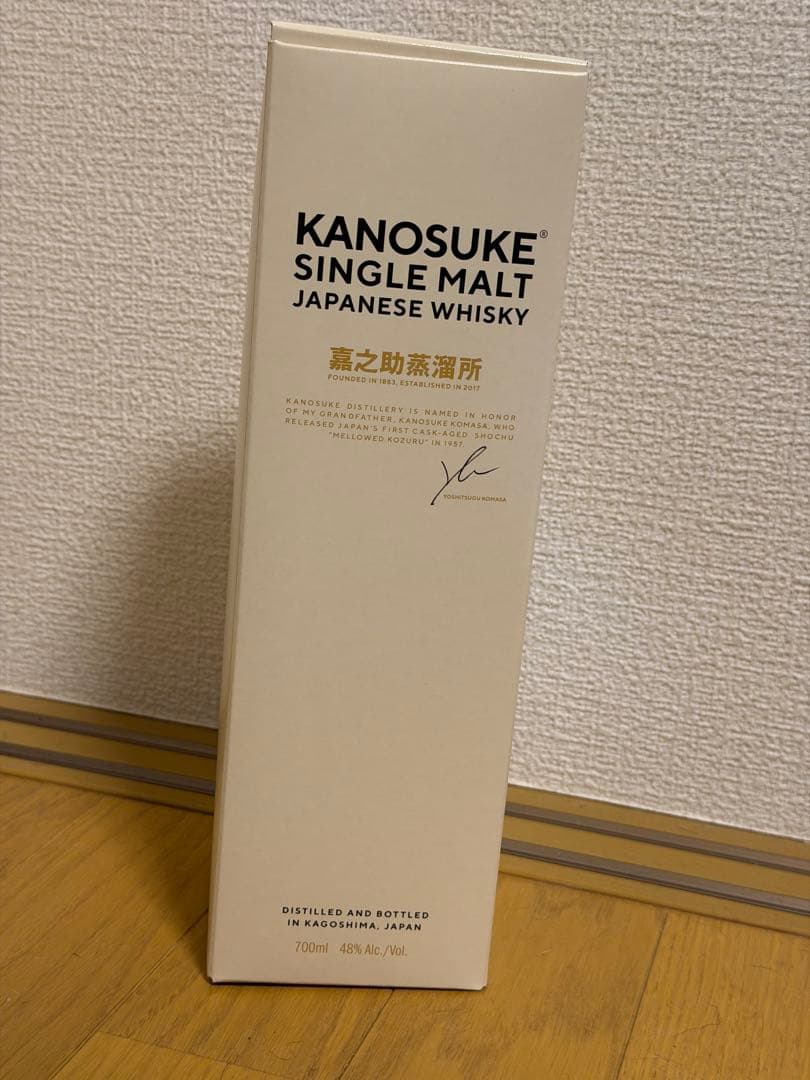 KANOSUKE®
SINGLE MALT
JAPANESE WHISKY
嘉之助蒸溜所
FOUNDED IN 1883, ESTABLISHED IN 2017
KANOSUKE DISTILLERY IS NAMED IN HONOR
OF MY GRANDFATHER, KANOSUKE KOMASA, WHO
RELEASED JAPAN'S FIRST CASK-AGED SHOCHU
"MELLOWED KOZURU" IN 1957.
YOSHITSUGU KOMASA
DISTILLED AND BOTTLED
IN KAGOSHIMA, JAPAN
700ml 48% Alc./Vol.